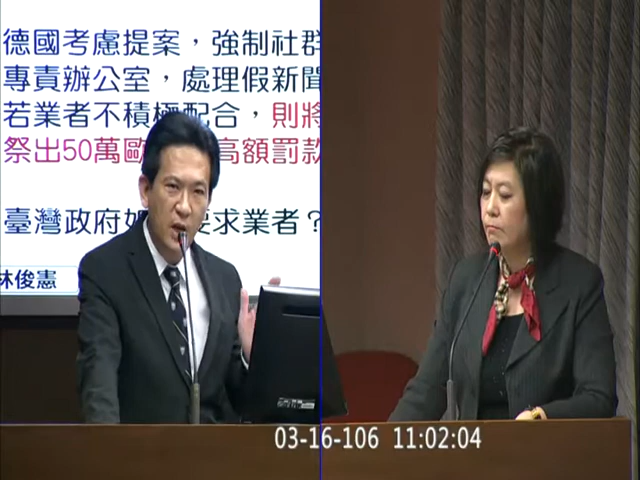 德國考慮提案，強制社群
專責辦公室，處理假新聞
若業者不積極配合，則將
祭出50萬歐 高額罰款
臺灣政府如 要求業者？
林俊憲
03-16-106 11:02:04